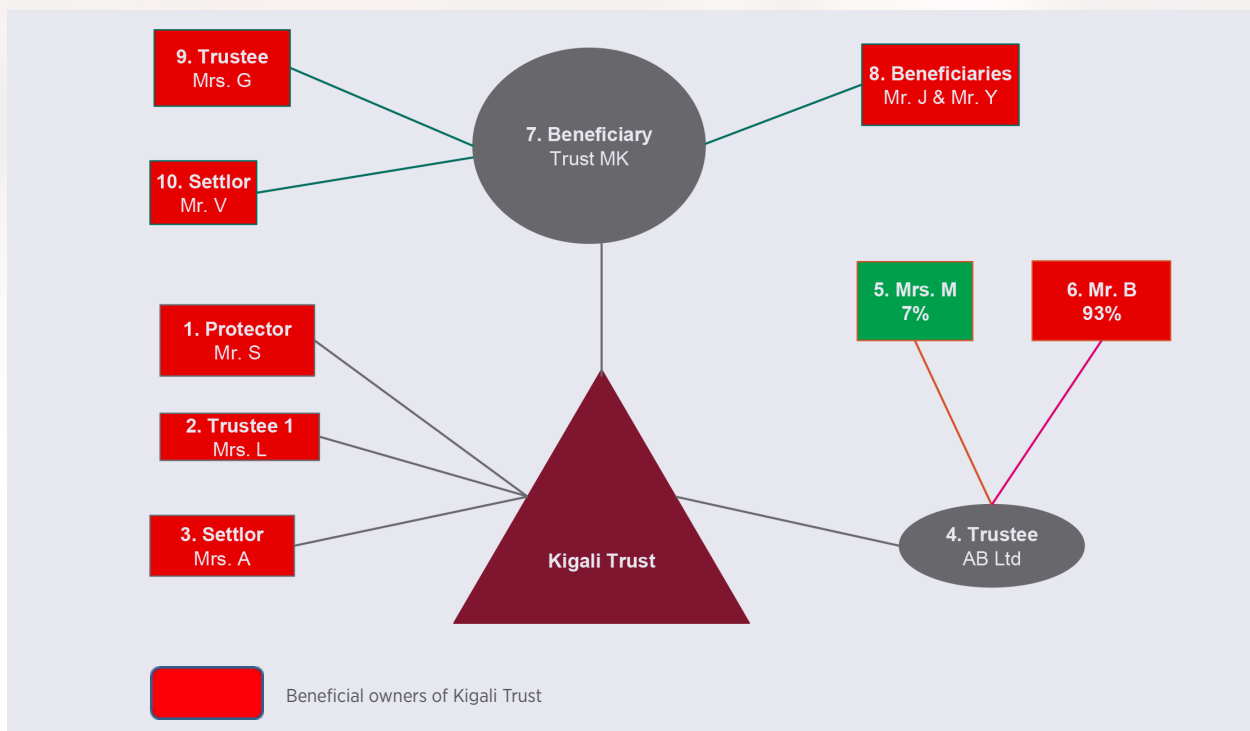 9. Trustee
Mrs. G
7. Beneficiary
Trust MK
8. Beneficiaries
Mr. J & Mr. Y
10. Settlor
Mr. V
1. Protector
Mr. S
5. Mrs. M
7%
6. Mr. B
93%
2. Trustee 1
Mrs. L
3. Settlor
Mrs. A
Kigali Trust
4. Trustee
AB Ltd
Beneficial owners of Kigali Trust